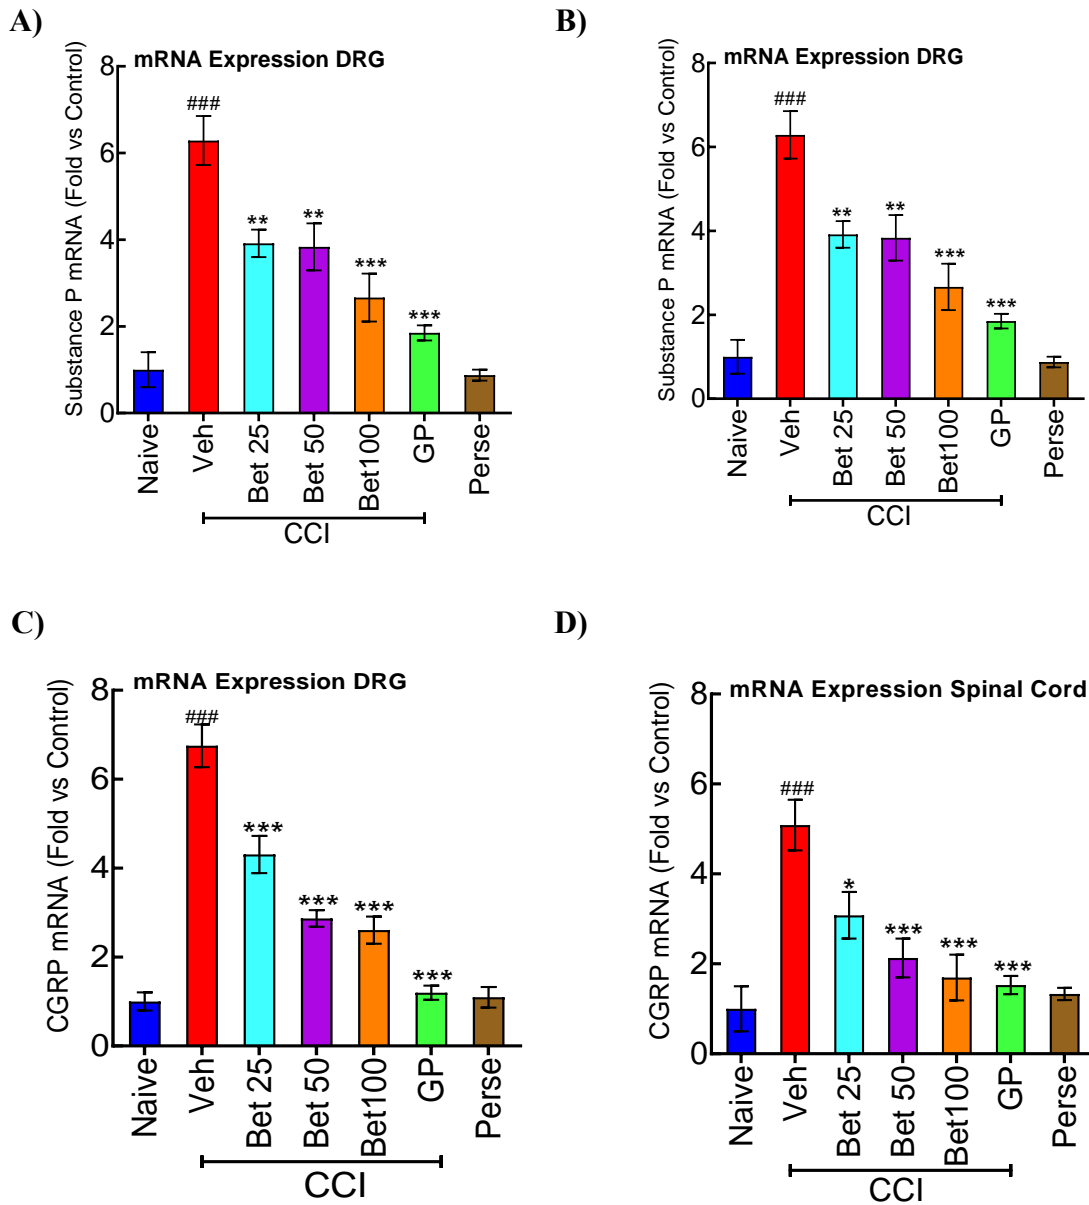 A)
mRNA Expression DRG
Substance P mRNA (Fold vs Control)
8
6
4
2
0
###
**
**
***
***
Naive
Veh
Bet 25
Bet 50
Bet100
GP
Perse
CCI
B)
mRNA Expression DRG
Substance P mRNA (Fold vs Control)
8
6
4
2
0
###
**
**
***
***
Naive
Veh
Bet 25
Bet 50
Bet100
GP
Perse
CCI
C)
mRNA Expression DRG
CGRP mRNA (Fold vs Control)
8
6
4
2
0
###
***
***
***
***
Naive
Veh
Bet 25
Bet 50
Bet100
GP
Perse
CCI
D)
mRNA Expression Spinal Cord
CGRP mRNA (Fold vs Control)
8
6
4
2
0
###
*
***
***
***
Naive
Veh
Bet 25
Bet 50
Bet100
GP
Perse
CCI